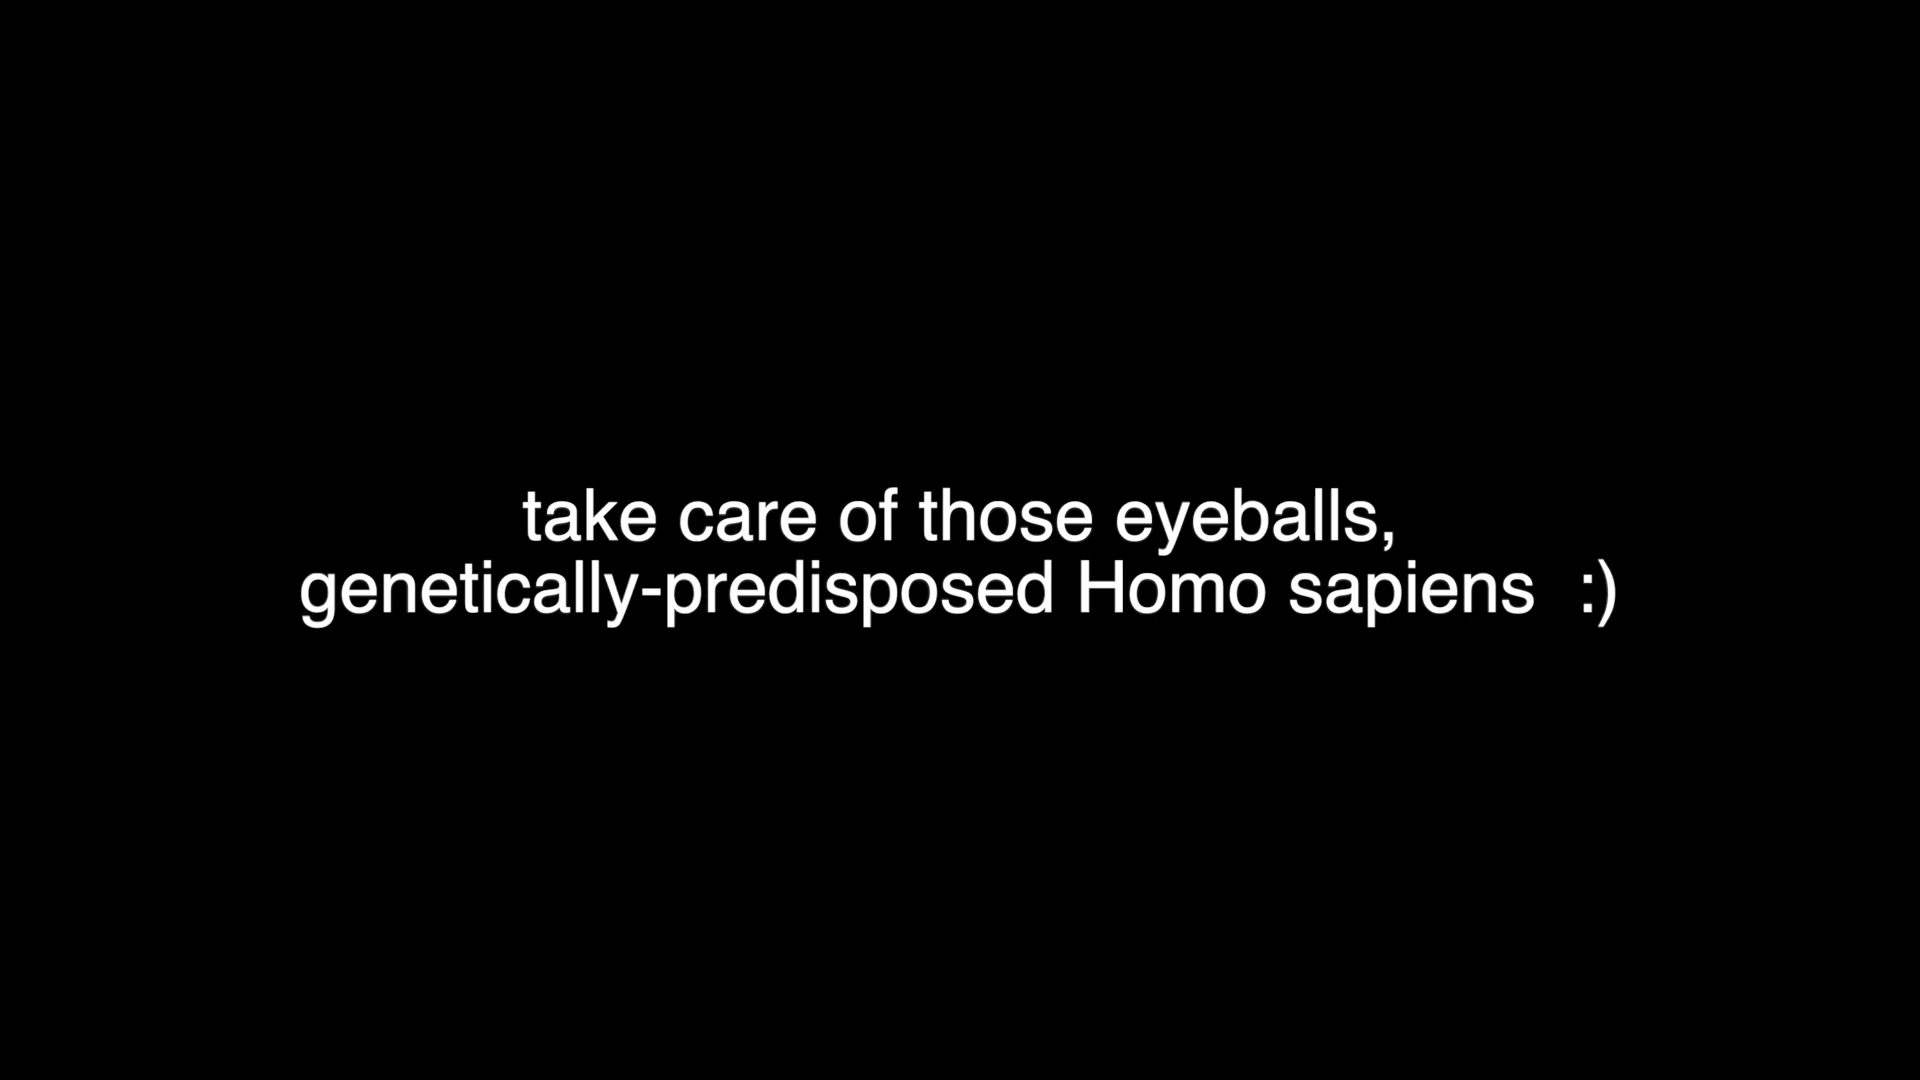 take care of those eyeballs,
genetically-predisposed Homo sapiens  :)